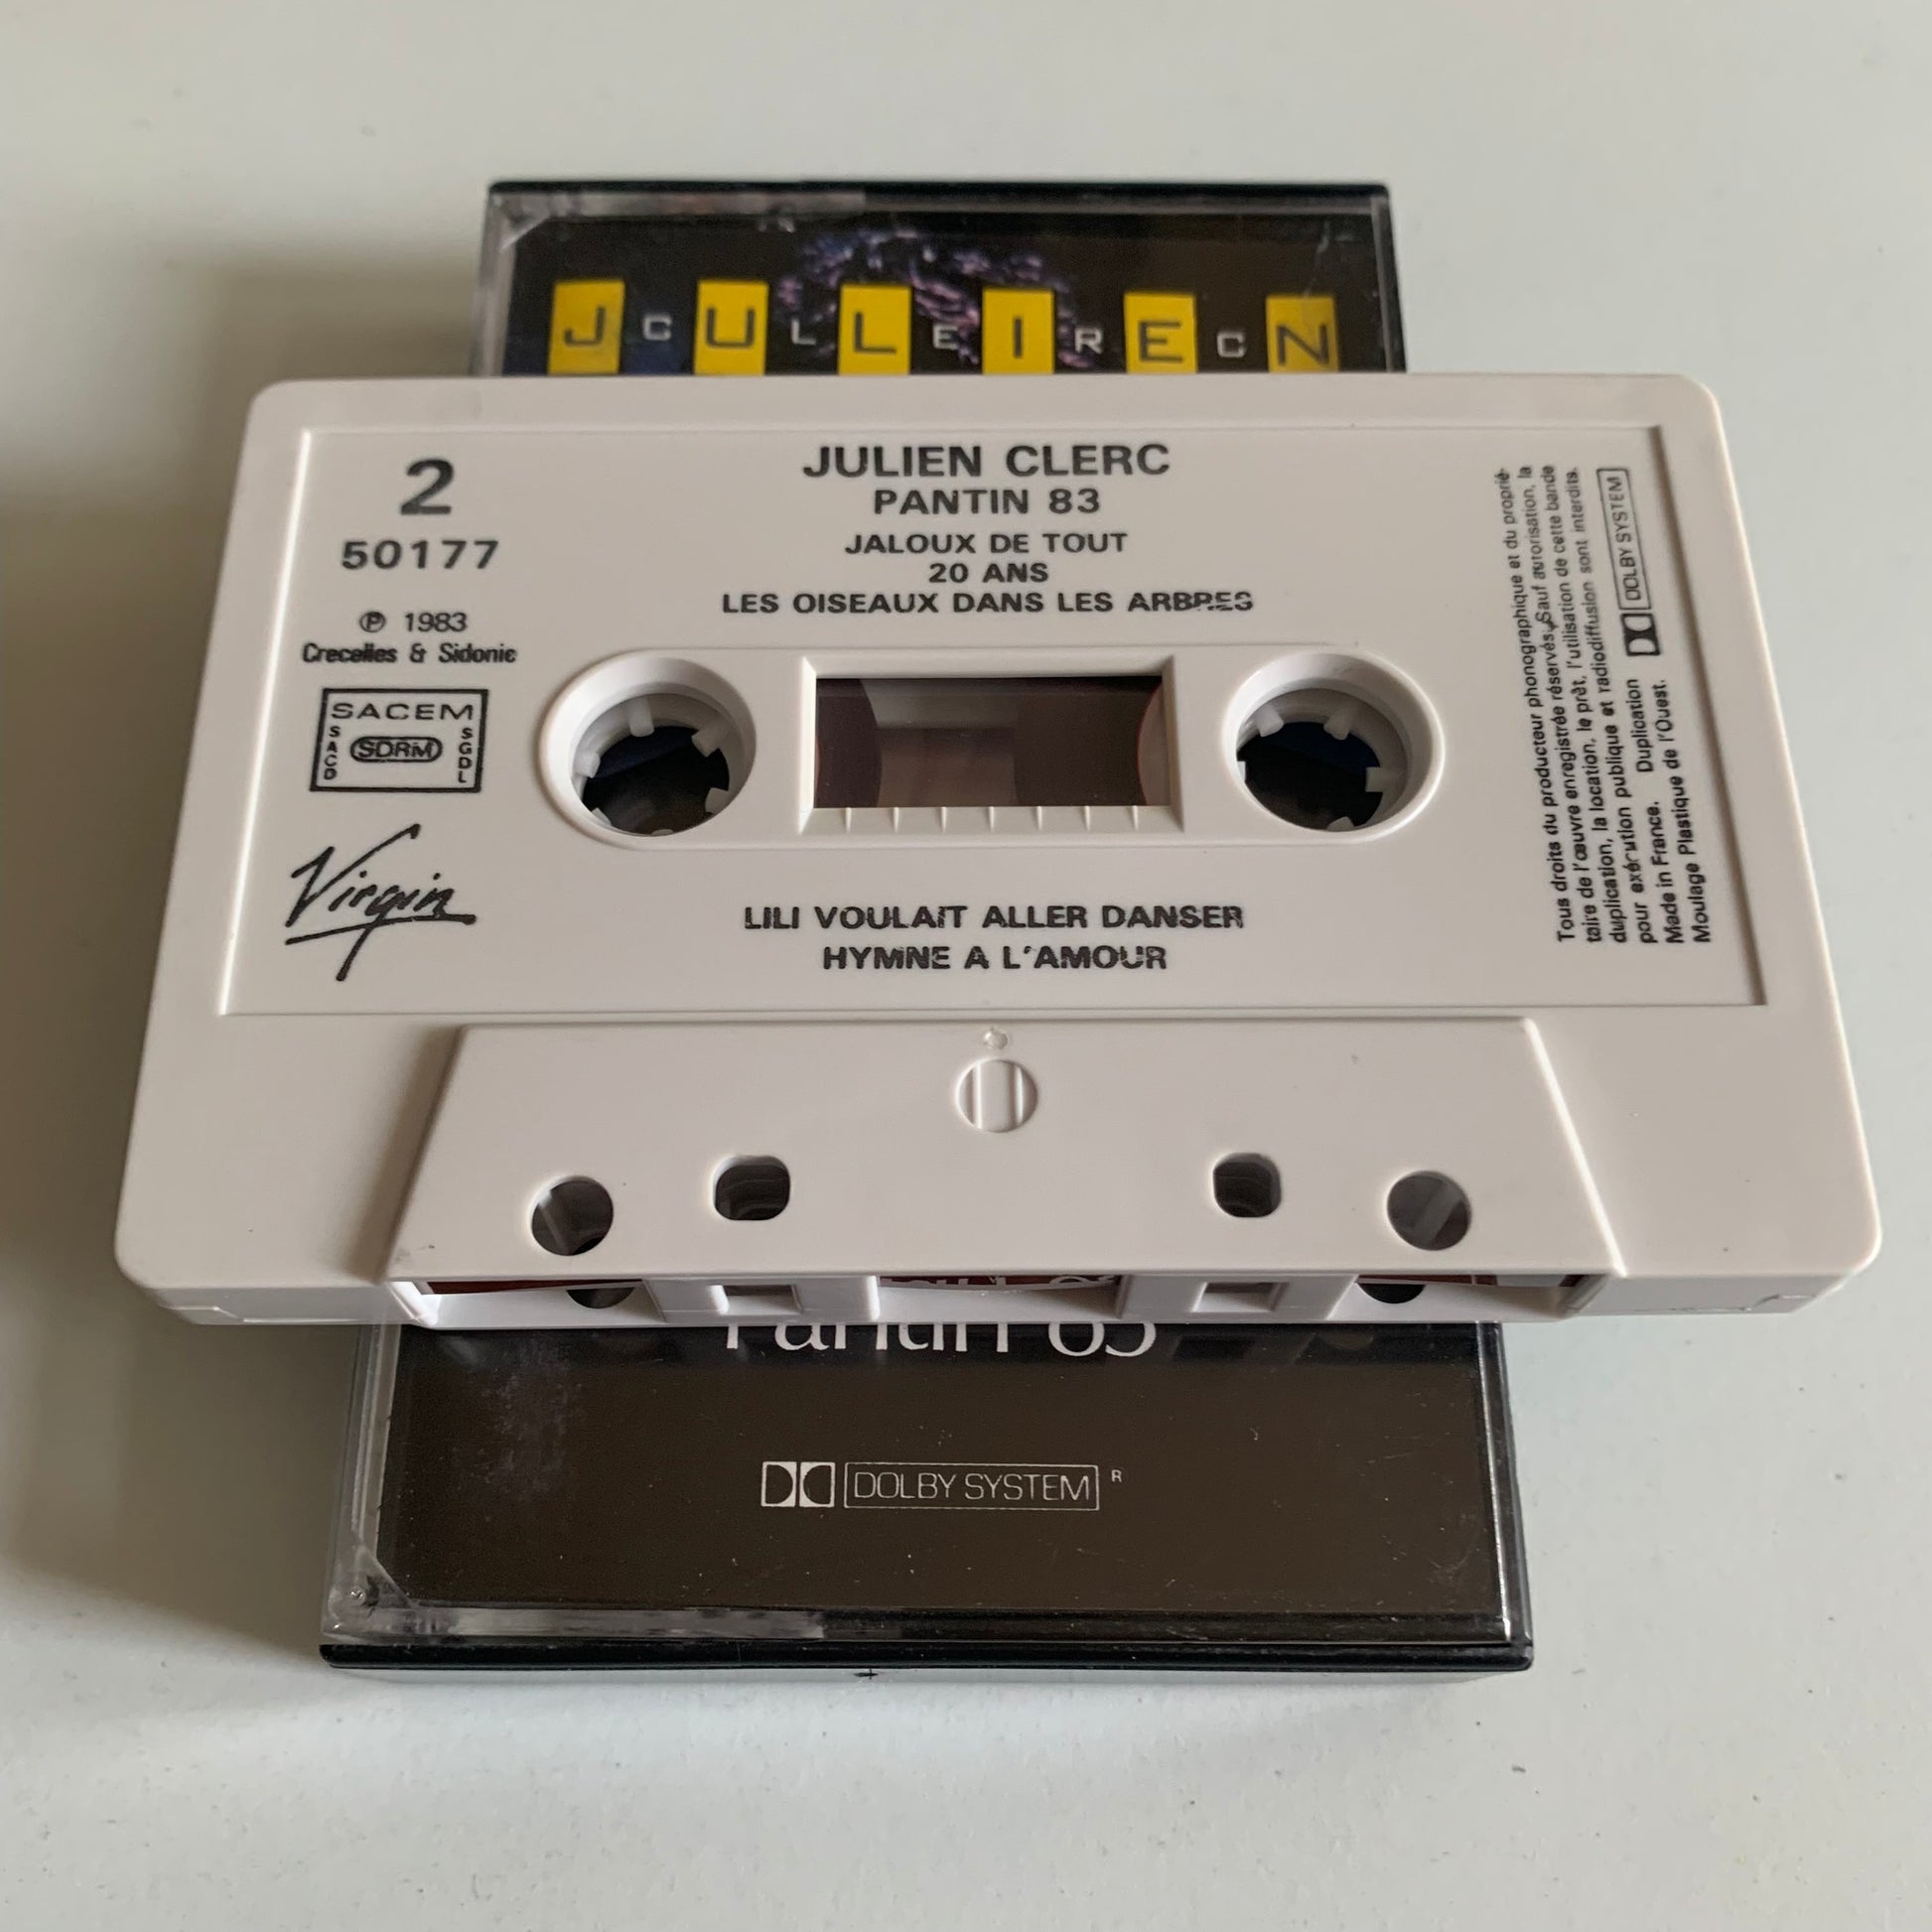 J C U L L E I R E C N
2
50177
℗ 1983
Crecelles & Sidonie
SACEM
SACD
SDRM
SGDL
Virgin
JULIEN CLERC
PANTIN 83
JALOUX DE TOUT
20 ANS
LES OISEAUX DANS LES ARBRES
LILI VOULAIT ALLER DANSER
HYMNE A L'AMOUR
Tous droits du producteur phonographique et du proprié-
taire de l'œuvre enregistrée réservés. Sauf autorisation, la
duplication, la location, le prêt, l'utilisation de cette bande
pour exécution publique et radiodiffusion sont interdits.
Made in France. Duplication
Moulage Plastique de l'Ouest.
DOLBY SYSTEM
Pantin 83
DOLBY SYSTEM R